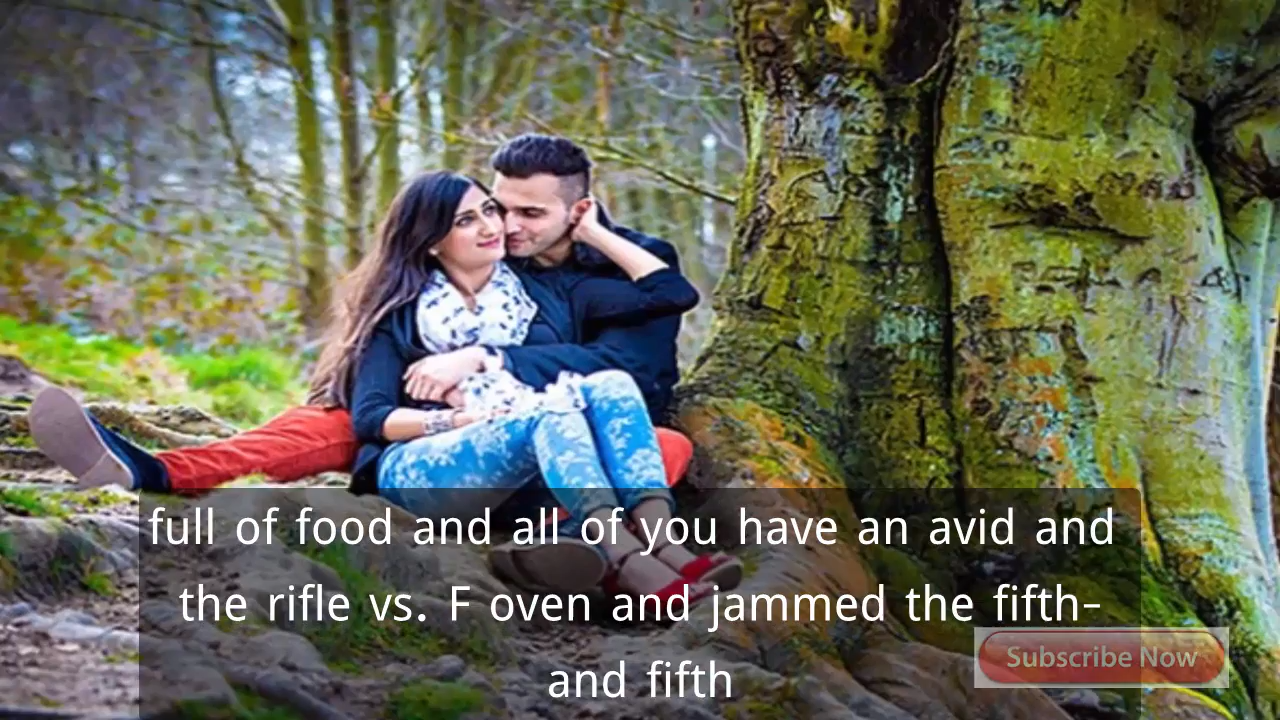 full of food and all of you have an avid and
the rifle vs. F oven and jammed the fifth-
and fifth
Subscribe Now